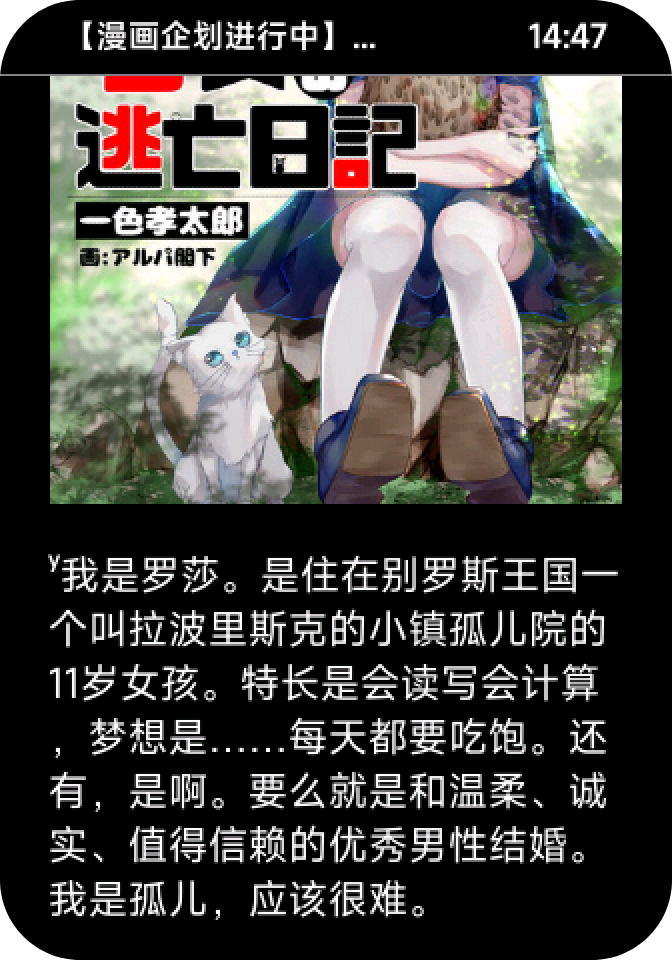 【漫画企划进行中】...
14:47
逃亡日記
一色孝太郎
画:アルパ閣下
y我是罗莎。是住在别罗斯王国一
个叫拉波里斯克的小镇孤儿院的
11岁女孩。特长是会读写会计算
，梦想是……每天都要吃饱。还
有，是啊。要么就是和温柔、诚
实、值得信赖的优秀男性结婚。
我是孤儿，应该很难。